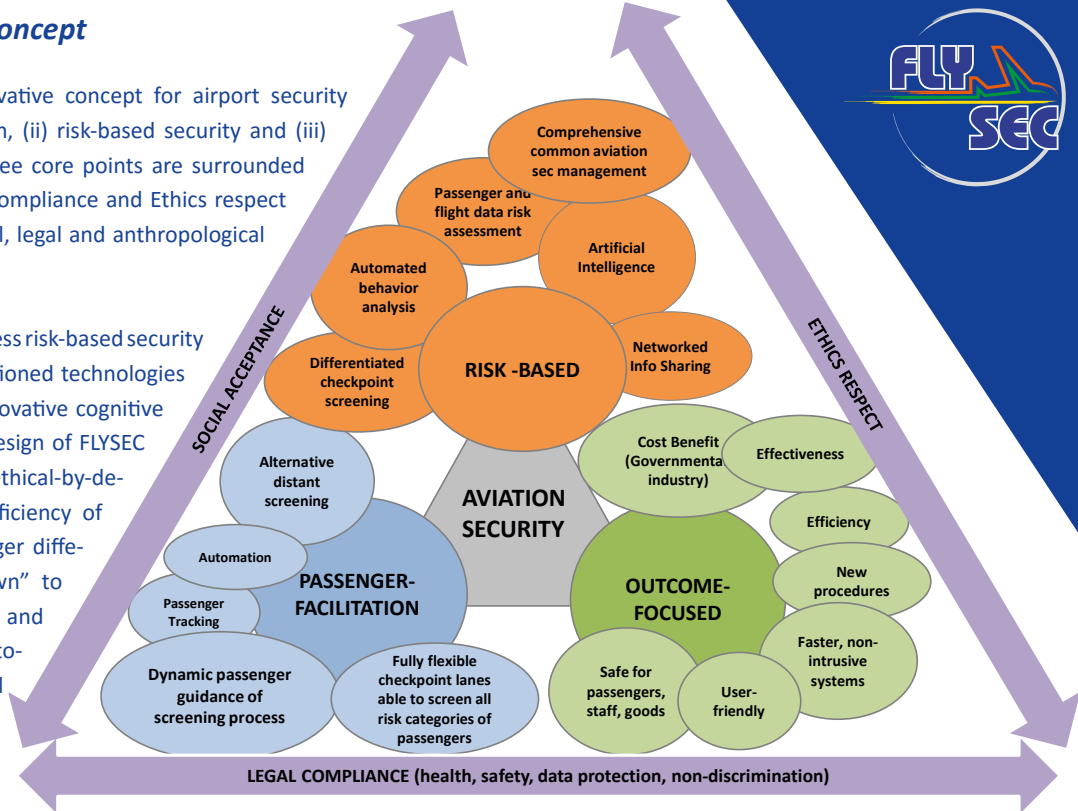 oncept
vative concept for airport security
n, (ii) risk-based security and (iii)
ee core points are surrounded
ompliance and Ethics respect
l, legal and anthropological
ess risk-based security
tioned technologies
ovative cognitive
esign of FLYSEC
ethical-by-de-
ficiency of
ger diffe-
wn" to
and
to-
FLY
SEC
Comprehensive
common aviation
sec management
Passenger and
flight data risk
assessment
Artificial
Intelligence
Automated
behavior
analysis
Differentiated
checkpoint
screening
RISK -BASED
Networked
Info Sharing
SOCIAL ACCEPTANCE
ETHICS RESPECT
Alternative
distant
screening
Automation
Passenger
Tracking
Dynamic passenger
guidance of
screening process
Fully flexible
checkpoint lanes
able to screen all
risk categories of
passengers
PASSENGER-
FACILITATION
AVIATION
SECURITY
Cost Benefit
(Governmenta
industry)
Effectiveness
Efficiency
New
procedures
Faster, non-
intrusive
systems
OUTCOME-
FOCUSED
Safe for
passengers,
staff, goods
User-
friendly
LEGAL COMPLIANCE (health, safety, data protection, non-discrimination)